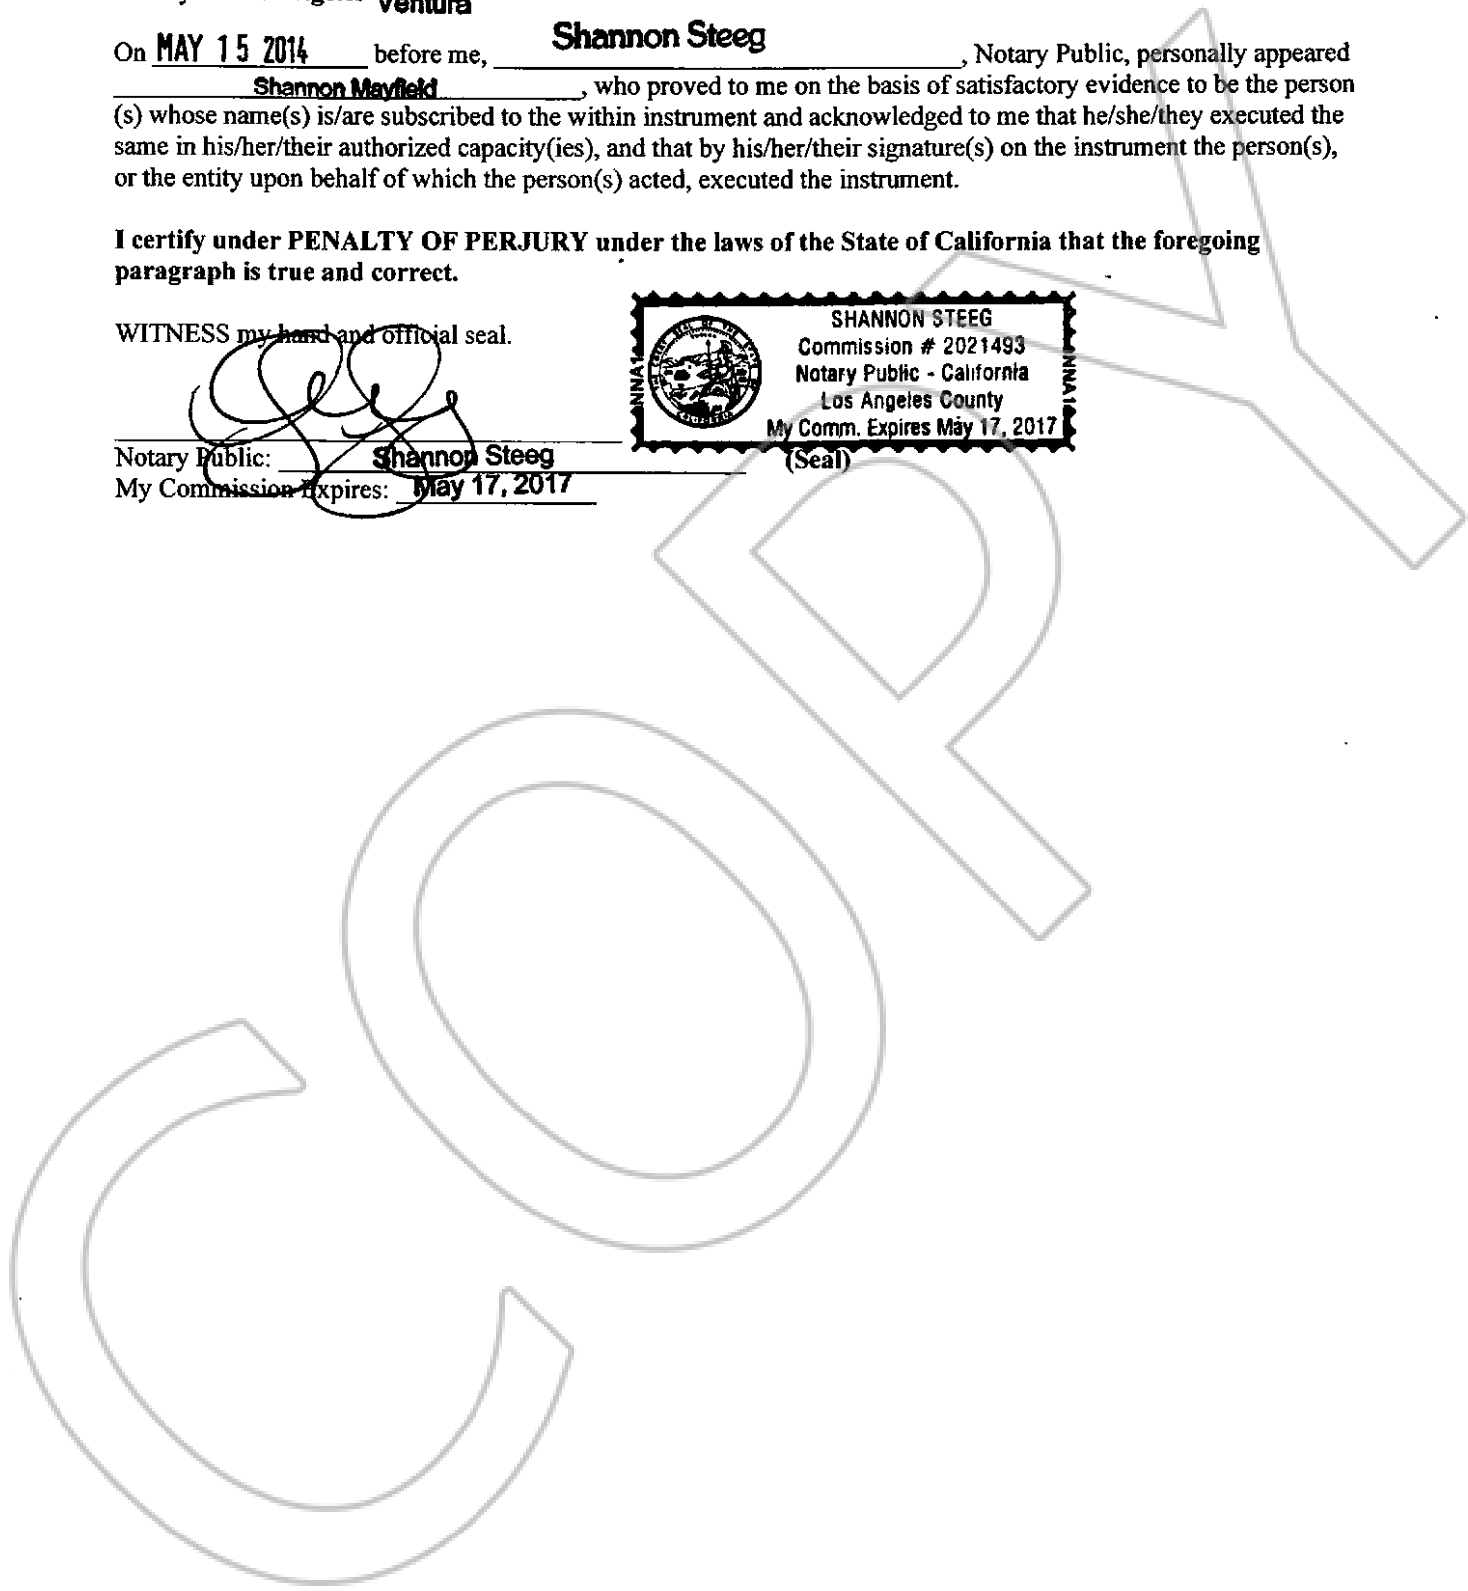 Ventura
On MAY 15 2014 before me, Shannon Steeg, Notary Public, personally appeared
Shannon Mayfield, who proved to me on the basis of satisfactory evidence to be the person
(s) whose name(s) is/are subscribed to the within instrument and acknowledged to me that he/she/they executed the
same in his/her/their authorized capacity(ies), and that by his/her/their signature(s) on the instrument the person(s),
or the entity upon behalf of which the person(s) acted, executed the instrument.
I certify under PENALTY OF PERJURY under the laws of the State of California that the foregoing
paragraph is true and correct.
WITNESS my hand and official seal.
SHANNON STEEG
Commission # 2021493
Notary Public - California
Los Angeles County
My Comm. Expires May 17, 2017
Notary Public: Shannon Steeg (Seal)
My Commission Expires: May 17, 2017
COPY